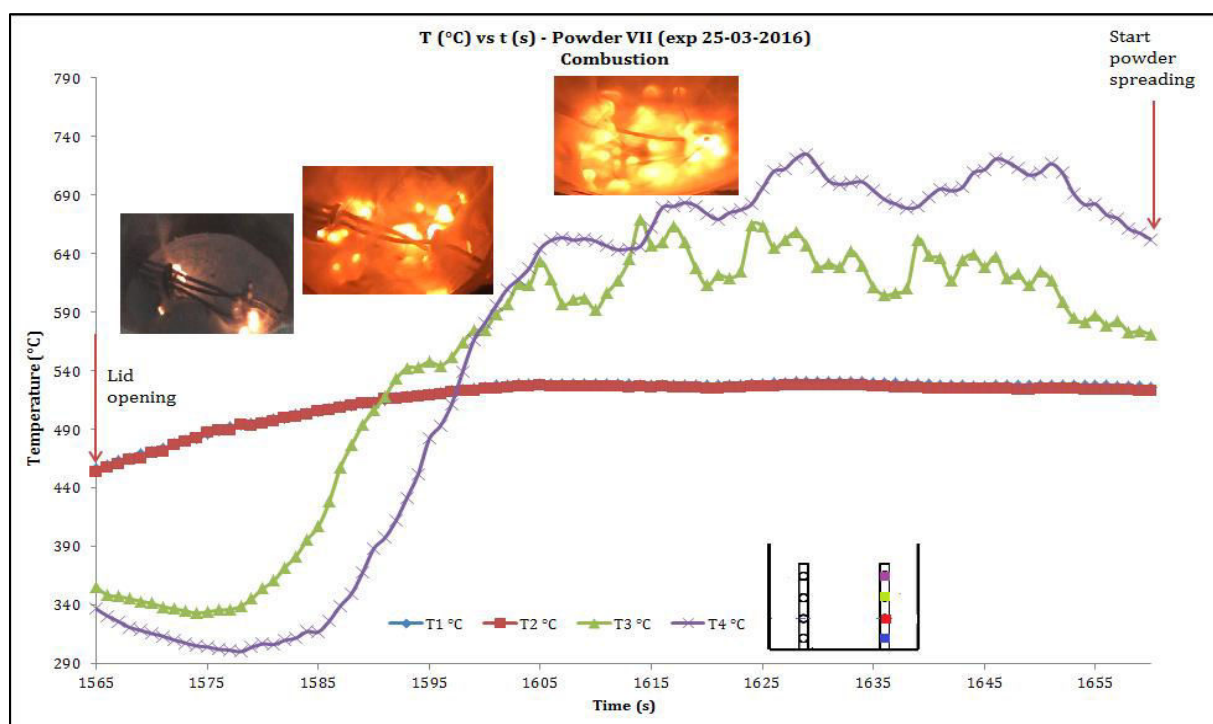 T (°C) vs t (s) - Powder VII (exp 25-03-2016)
Combustion
Start
powder
spreading
790
740
690
640
590
540
490
440
390
340
290
Temperature (°C)
Lid
opening
T1 °C
T2 °C
T3 °C
T4 °C
1565
1575
1585
1595
1605
1615
1625
1635
1645
1655
Time (s)